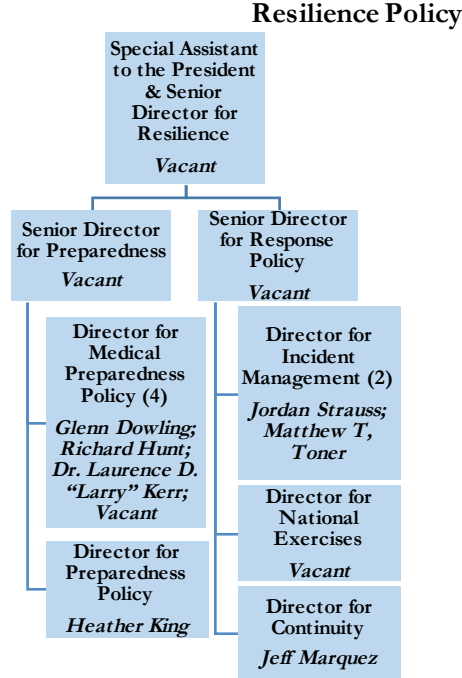 Resilience Policy
Special Assistant
to the President
& Senior
Director for
Resilience
Vacant
Senior Director
for Preparedness
Vacant
Director for
Medical
Preparedness
Policy (4)
Glenn Dowling;
Richard Hunt;
Dr. Laurence D.
“Larry” Kerr;
Vacant
Director for
Preparedness
Policy
Heather King
Senior Director
for Response
Policy
Vacant
Director for
Incident
Management (2)
Jordan Strauss;
Matthew T,
Toner
Director for
National
Exercises
Vacant
Director for
Continuity
Jeff Marquez